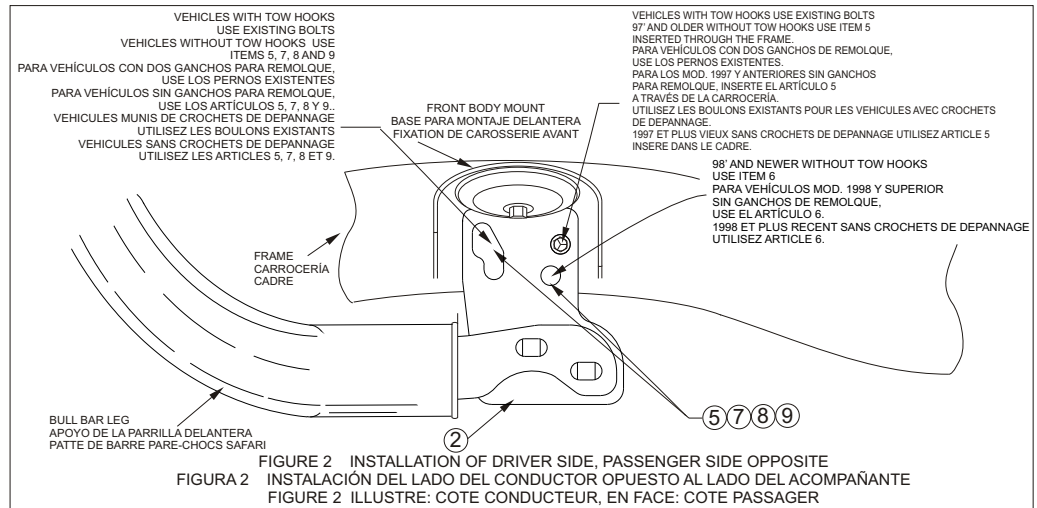 VEHICLES WITH TOW HOOKS
USE EXISTING BOLTS
VEHICLES WITHOUT TOW HOOKS USE
ITEMS 5, 7, 8 AND 9
PARA VEHÍCULOS CON DOS GANCHOS PARA REMOLQUE,
USE LOS PERNOS EXISTENTES
PARA VEHÍCULOS SIN GANCHOS PARA REMOLQUE,
USE LOS ARTÍCULOS 5, 7, 8 Y 9..
VEHICULES MUNIS DE CROCHETS DE DEPANNAGE
UTILISEZ LES BOULONS EXISTANTS
VEHICULES SANS CROCHETS DE DEPANNAGE
UTILISEZ LES ARTICLES 5, 7, 8 ET 9.
FRONT BODY MOUNT
BASE PARA MONTAJE DELANTERA
FIXATION DE CAROSSERIE AVANT
VEHICLES WITH TOW HOOKS USE EXISTING BOLTS
97' AND OLDER WITHOUT TOW HOOKS USE ITEM 5
INSERTED THROUGH THE FRAME.
PARA VEHÍCULOS CON DOS GANCHOS DE REMOLQUE,
USE LOS PERNOS EXISTENTES.
PARA LOS MOD. 1997 Y ANTERIORES SIN GANCHOS
PARA REMOLQUE, INSERTE EL ARTÍCULO 5
A TRAVÉS DE LA CARROCERÍA.
UTILISEZ LES BOULONS EXISTANTS POUR LES VEHICULES AVEC CROCHETS
DE DEPANNAGE.
1997 ET PLUS VIEUX SANS CROCHETS DE DEPANNAGE UTILISEZ ARTICLE 5
INSERE DANS LE CADRE.
98' AND NEWER WITHOUT TOW HOOKS
USE ITEM 6
PARA VEHÍCULOS MOD. 1998 Y SUPERIOR
SIN GANCHOS DE REMOLQUE,
USE EL ARTÍCULO 6.
1998 ET PLUS RECENT SANS CROCHETS DE DEPANNAGE
UTILISEZ ARTICLE 6.
FRAME
CARROCERÍA
CADRE
BULL BAR LEG
APOYO DE LA PARRILLA DELANTERA
PATTE DE BARRE PARE-CHOCS SAFARI
2
5 7 8 9
FIGURE 2 INSTALLATION OF DRIVER SIDE, PASSENGER SIDE OPPOSITE
FIGURA 2 INSTALACIÓN DEL LADO DEL CONDUCTOR OPUESTO AL LADO DEL ACOMPAÑANTE
FIGURE 2 ILLUSTRE: COTE CONDUCTEUR, EN FACE: COTE PASSAGER